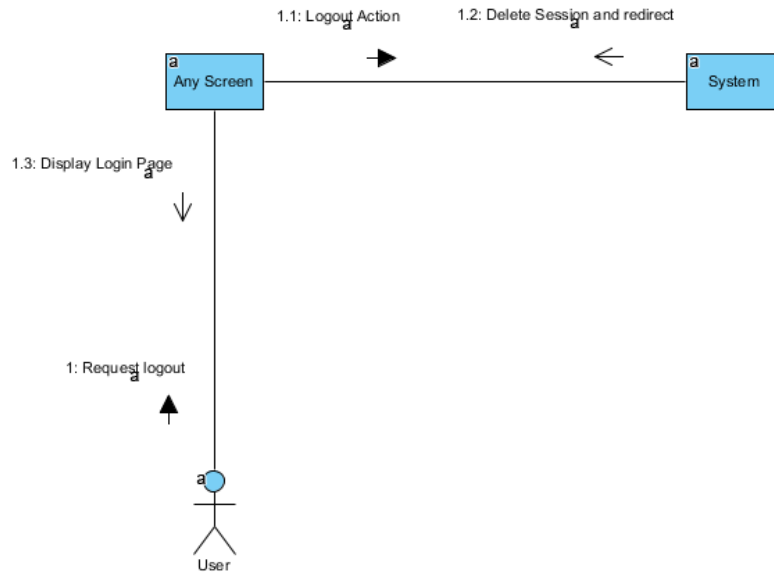 1.1: Logout Action
a
1.2: Delete Session and redirect
a
a
Any Screen
a
System
1.3: Display Login Page
a
1: Request logout
a
a
User